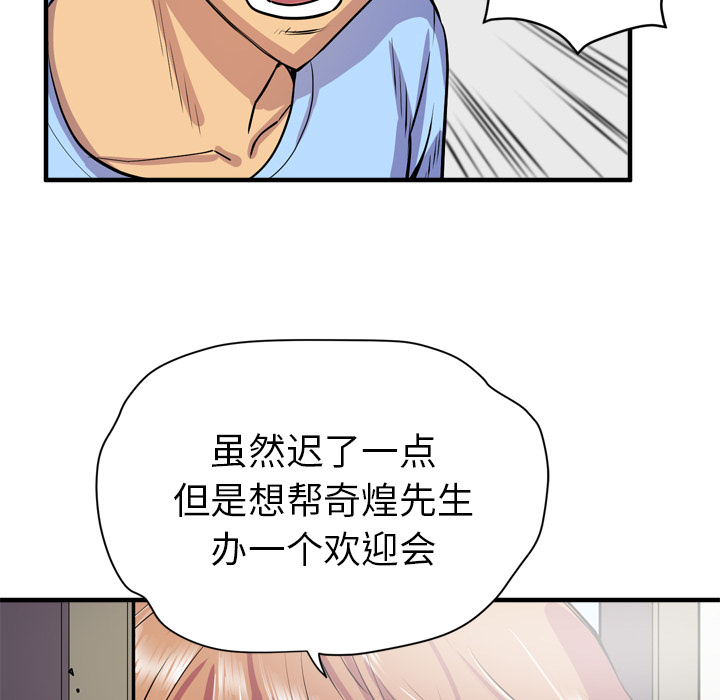 虽然迟了一点
但是想帮奇煌先生
办一个欢迎会